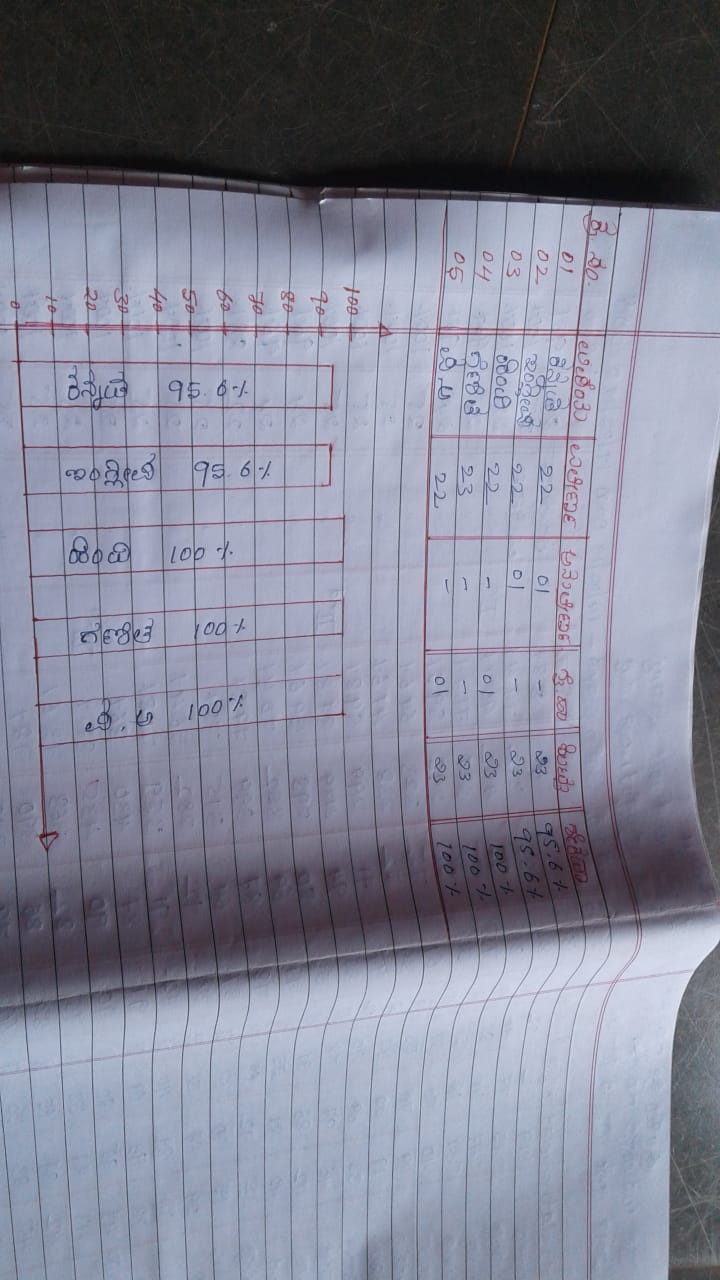 ಕ್ರ. ಸಂ ವಿಷಯ ಉತ್ತೀರ್ಣ ಅನುತ್ತೀರ್ಣ ಗೈ.ಹಾ ಒಟ್ಟು ಶೇಕಡಾ
01 ಕನ್ನಡ 22 01 - 23 95.6%
02 ಇಂಗ್ಲೀಷ 22 01 - 23 95.6%
03 ಹಿಂದಿ 22 - 01 23 100%
04 ಗಣಿತ 23 - - 23 100%
05 22 - 01 23 100%
100
90
80
70
60
50
40
30
20
10
0
ಕನ್ನಡ 95.6%
ಇಂಗ್ಲೀಷ 95.6%
ಹಿಂದಿ 100%
ಗಣಿತ 100%
100%